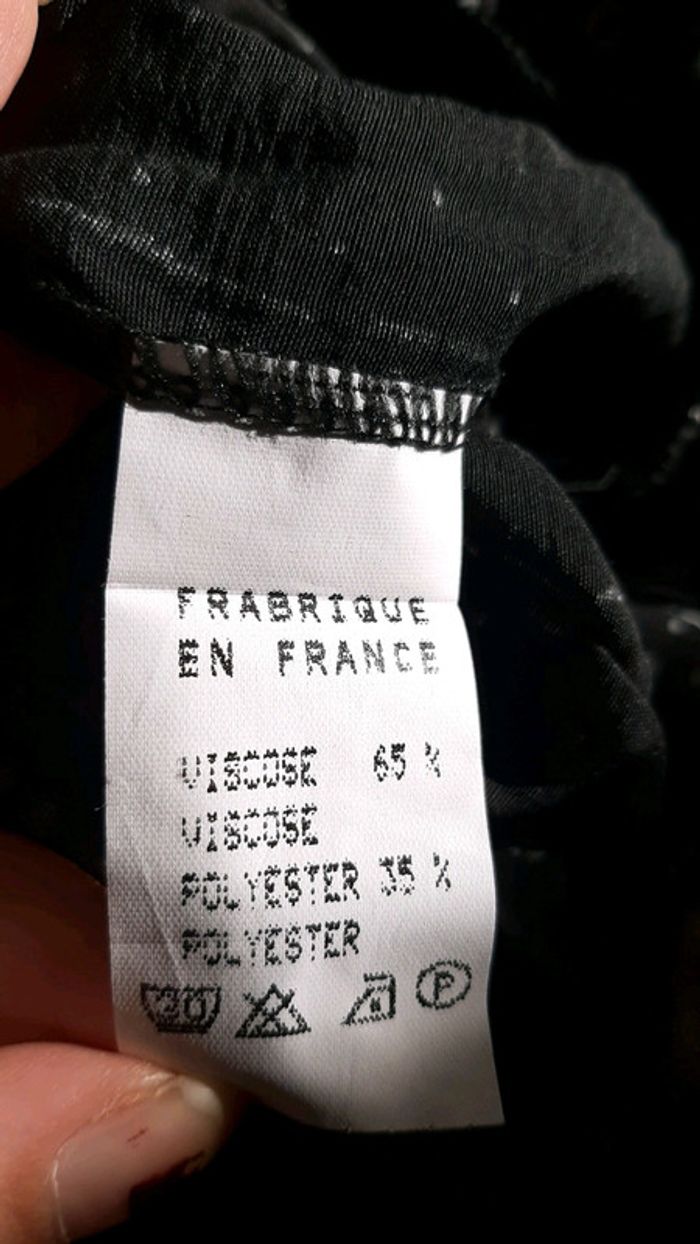 FRABRIQUE
EN FRANCE
VISCOSE 65 %
VISCOSE
POLYESTER 35 %
POLYESTER
P